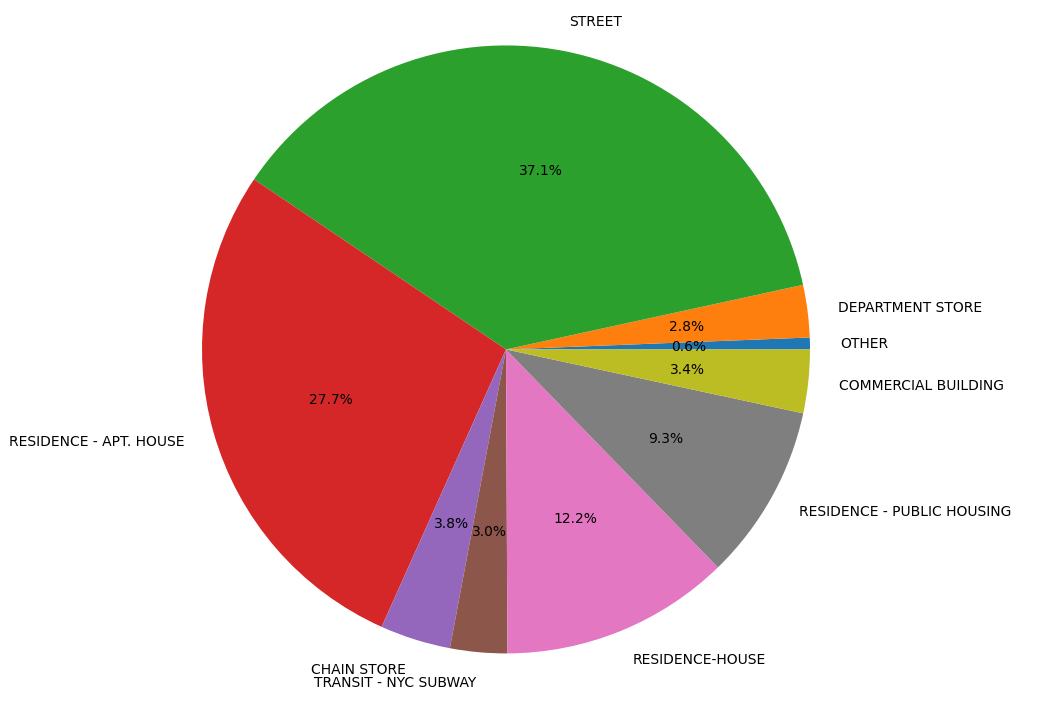 STREET
37.1%
DEPARTMENT STORE
2.8%
OTHER
0.6%
3.4%
COMMERCIAL BUILDING
27.7%
RESIDENCE - APT. HOUSE
9.3%
RESIDENCE - PUBLIC HOUSING
12.2%
3.8%
3.0%
RESIDENCE-HOUSE
CHAIN STORE
TRANSIT - NYC SUBWAY